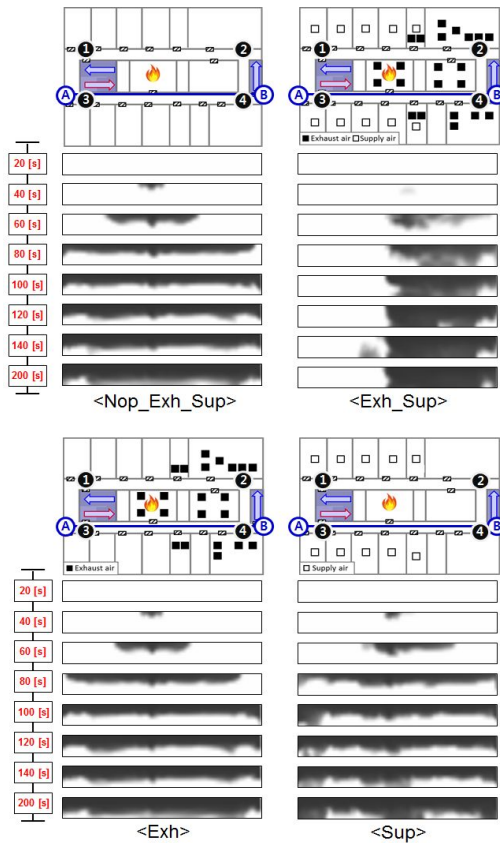 1 2 1 2
A B A B
3 4 3 4
Exhaust air Supply air
20 [s]
40 [s]
60 [s]
80 [s]
100 [s]
120 [s]
140 [s]
200 [s]
<Nop_Exh_Sup> <Exh_Sup>
1 2 1 2
A B A B
3 4 3 4
Exhaust air Supply air
20 [s]
40 [s]
60 [s]
80 [s]
100 [s]
120 [s]
140 [s]
200 [s]
<Exh> <Sup>